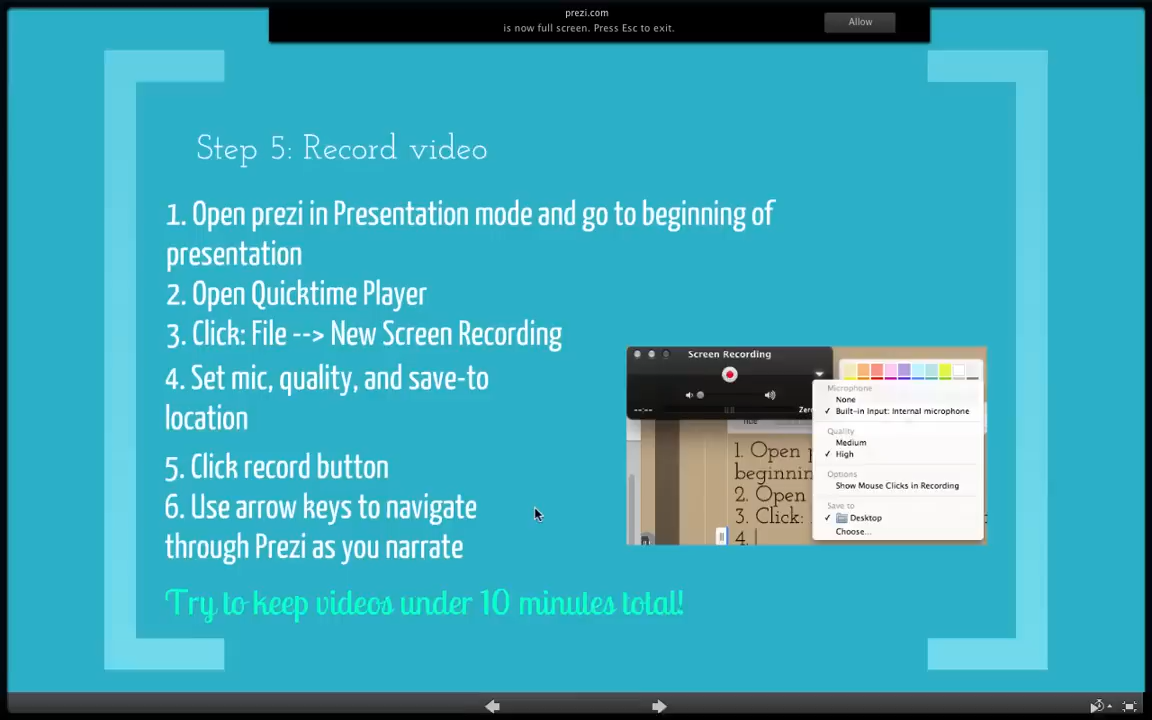 prezi.com
is now full screen. Press Esc to exit.
Allow
Step 5: Record video
1. Open prezi in Presentation mode and go to beginning of
presentation
2. Open Quicktime Player
3. Click: File --> New Screen Recording
4. Set mic, quality, and save-to
location
5. Click record button
6. Use arrow keys to navigate
through Prezi as you narrate
Try to keep videos under 10 minutes total!
Screen Recording
--:--
Zero
Microphone
None
✓ Built-in Input: Internal microphone
Quality
Medium
✓ High
Options
Show Mouse Clicks in Recording
Save to
✓ Desktop
Choose...
1. Open
beginnin
2. Open
3. Click:
4.